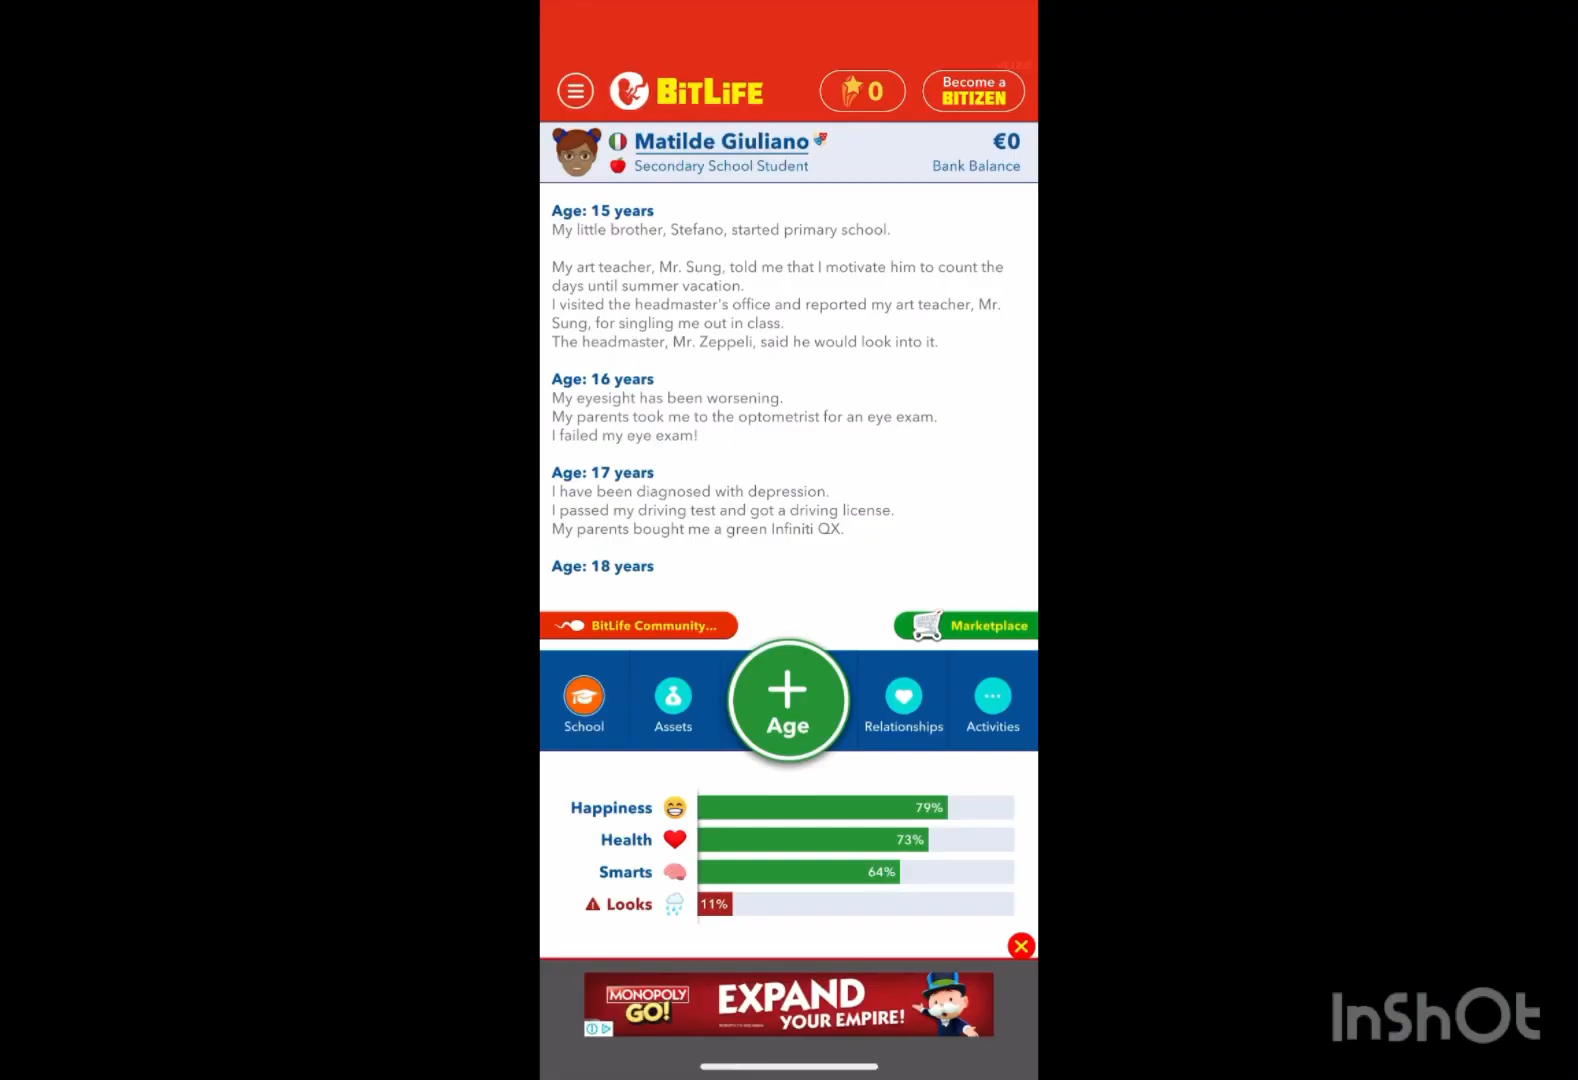 BITLIFE
0
Become a
BITIZEN
Matilde Giuliano
€0
Secondary School Student
Bank Balance
Age: 15 years
My little brother, Stefano, started primary school.
My art teacher, Mr. Sung, told me that I motivate him to count the
days until summer vacation.
I visited the headmaster's office and reported my art teacher, Mr.
Sung, for singling me out in class.
The headmaster, Mr. Zeppeli, said he would look into it.
Age: 16 years
My eyesight has been worsening.
My parents took me to the optometrist for an eye exam.
I failed my eye exam!
Age: 17 years
I have been diagnosed with depression.
I passed my driving test and got a driving license.
My parents bought me a green Infiniti QX.
Age: 18 years
BitLife Community...
Marketplace
School
Assets
Age
Relationships
Activities
Happiness
79%
Health
73%
Smarts
64%
Looks
11%
MONOPOLY
GO!
EXPAND
YOUR EMPIRE!
InShOt